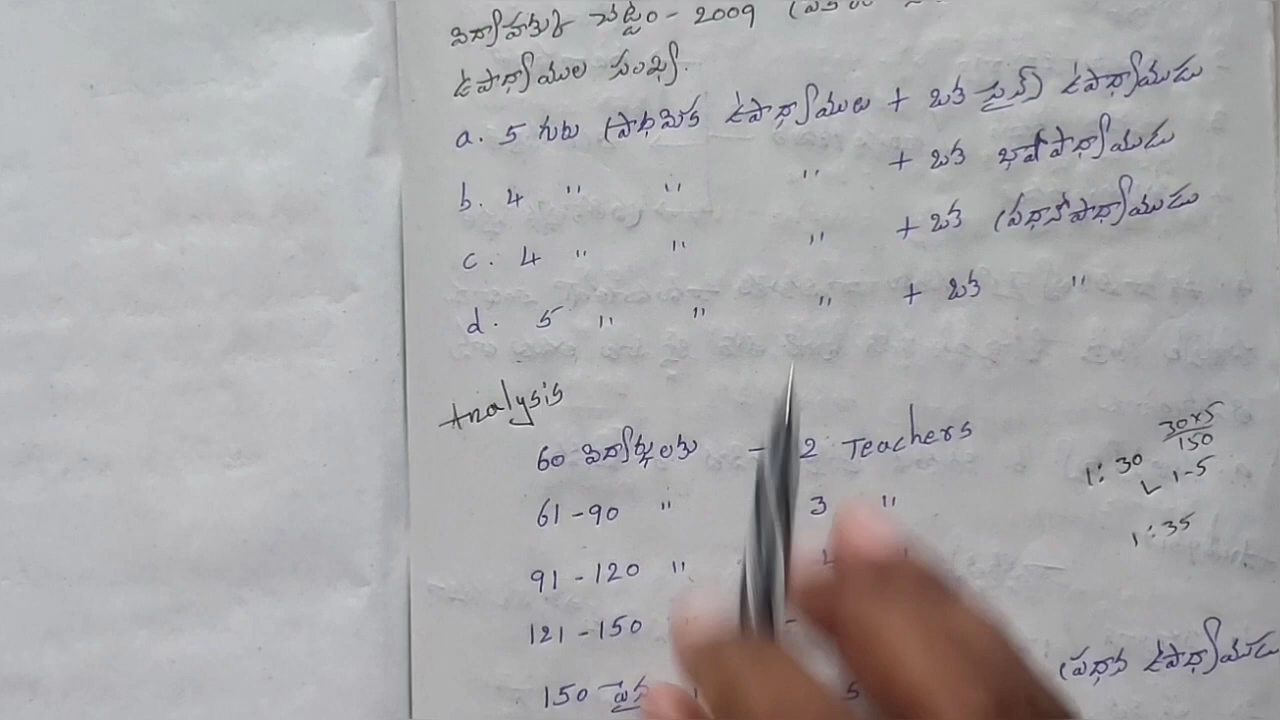 విద్యాహక్కు చట్టం - 2009 (
ఉపాధ్యాయుల సంఖ్య.
a. 5 గురు ప్రాథమిక ఉపాధ్యాయులు + ఒక సైన్స్ ఉపాధ్యాయుడు
b. 4 " " " + ఒక భాషోపాధ్యాయుడు
c. 4 " " " + ఒక ప్రధానోపాధ్యాయుడు
d. 5 " " " + ఒక "
Analysis
60 విద్యార్థులకు - 2 Teachers
61-90 " 3 "
91-120 "
121-150 -
150 పైన 5 ప్రధాన ఉపాధ్యాయుడు
30x5
150
1:30
1-5
1:35